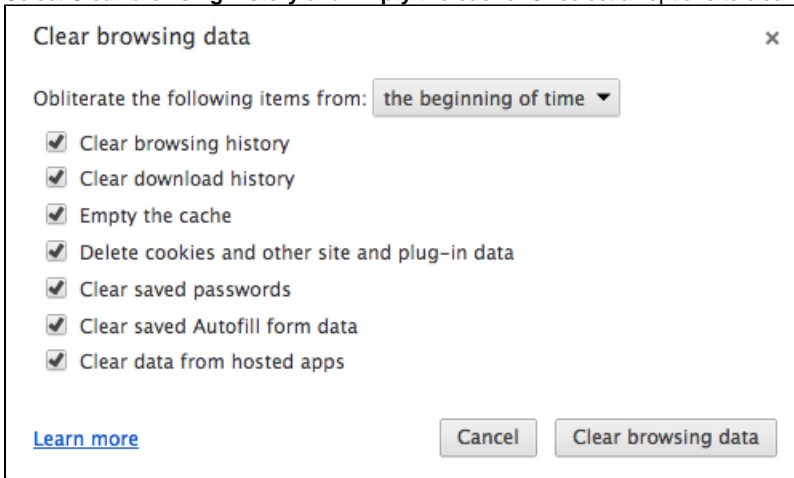 Clear browsing data
Obliterate the following items from: the beginning of time
Clear browsing history
Clear download history
Empty the cache
Delete cookies and other site and plug-in data
Clear saved passwords
Clear saved Autofill form data
Clear data from hosted apps
Learn more Cancel Clear browsing data